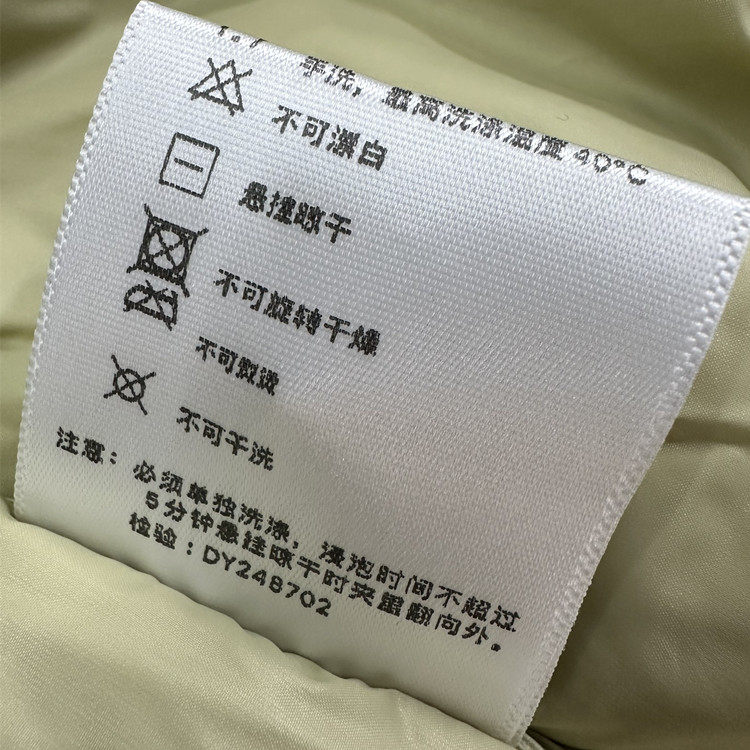 手洗，最高洗涤温度 40°C
不可漂白
悬挂晾干
不可旋转干燥
不可熨烫
不可干洗
注意：必须单独洗涤，浸泡时间不超过
5分钟悬挂晾干时夹里翻向外.
检验：DY248702